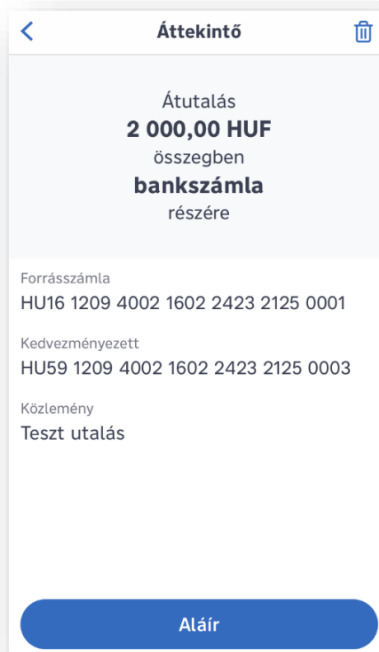 Áttekintő
Átutalás
2 000,00 HUF
összegben
bankszámla
részére
Forrásszámla
HU16 1209 4002 1602 2423 2125 0001
Kedvezményezett
HU59 1209 4002 1602 2423 2125 0003
Közlemény
Teszt utalás
Aláír